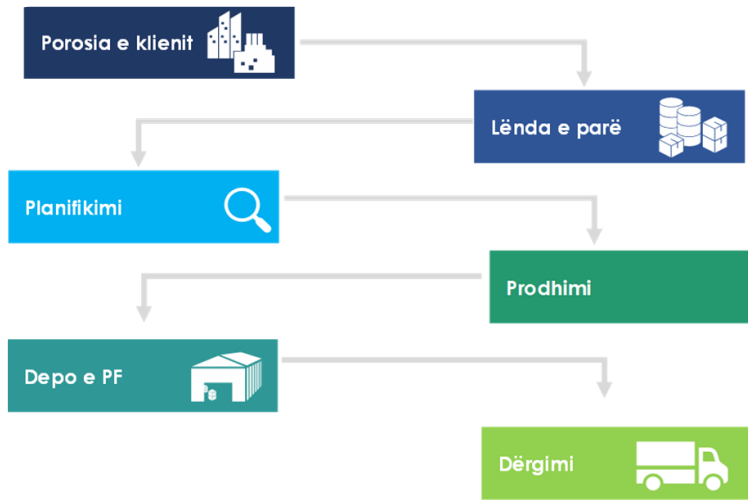 Porosia e klienit
Lënda e parë
Planifikimi
Prodhimi
Depo e PF
Dërgimi